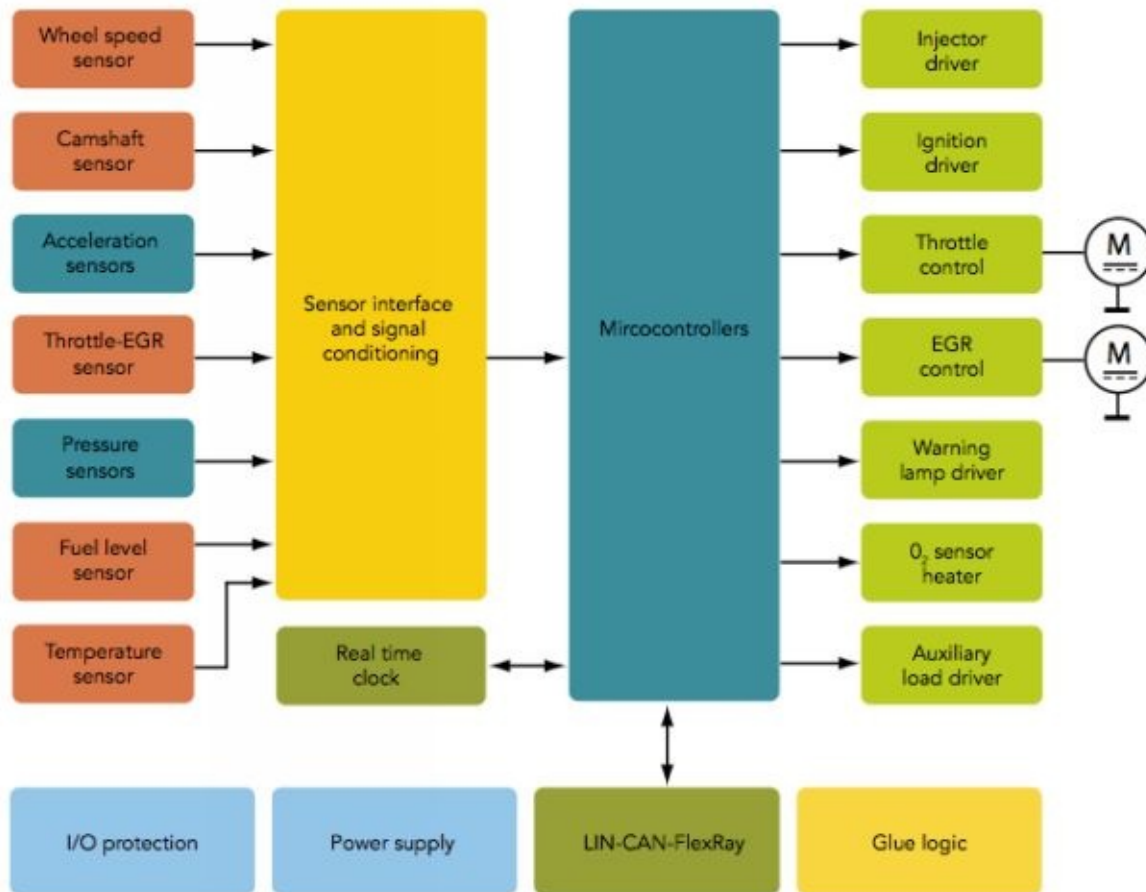 Wheel speed
sensor
Camshaft
sensor
Acceleration
sensors
Throttle-EGR
sensor
Pressure
sensors
Fuel level
sensor
Temperature
sensor
Sensor interface
and signal
conditioning
Real time
clock
Mircocontrollers
Injector
driver
Ignition
driver
Throttle
control
M
EGR
control
M
Warning
lamp driver
0₂ sensor
heater
Auxiliary
load driver
I/O protection
Power supply
LIN-CAN-FlexRay
Glue logic